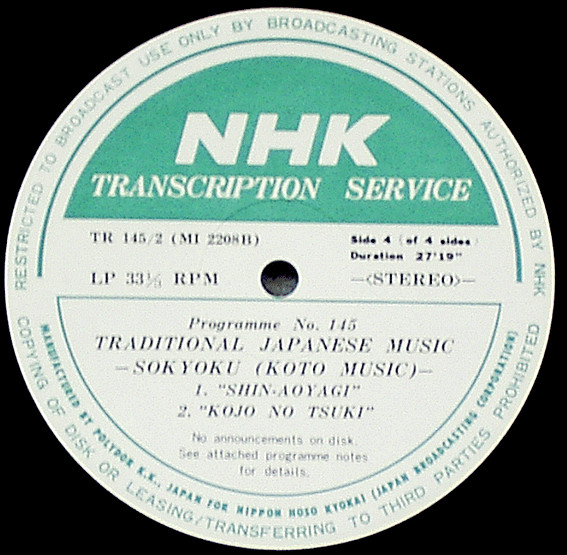 RESTRICTED TO BROADCAST USE ONLY BY BROADCASTING STATIONS AUTHORIZED BY NHK
NHK
TRANSCRIPTION SERVICE
TR 145/2 (MI 2208B)
Side 4 (of 4 sides)
Duration 27'19"
LP 33⅓ RPM
—<STEREO>—
Programme No. 145
TRADITIONAL JAPANESE MUSIC
—SOKYOKU (KOTO MUSIC)—
1. "SHIN-AOYAGI"
2. "KOJO NO TSUKI"
No announcements on disk.
See attached programme notes
for details.
MANUFACTURED BY POLYDOR K.K., JAPAN FOR NIPPON HOSO KYOKAI (JAPAN BROADCASTING CORPORATION)
COPYING OF DISK OR LEASING/TRANSFERRING TO THIRD PARTIES PROHIBITED